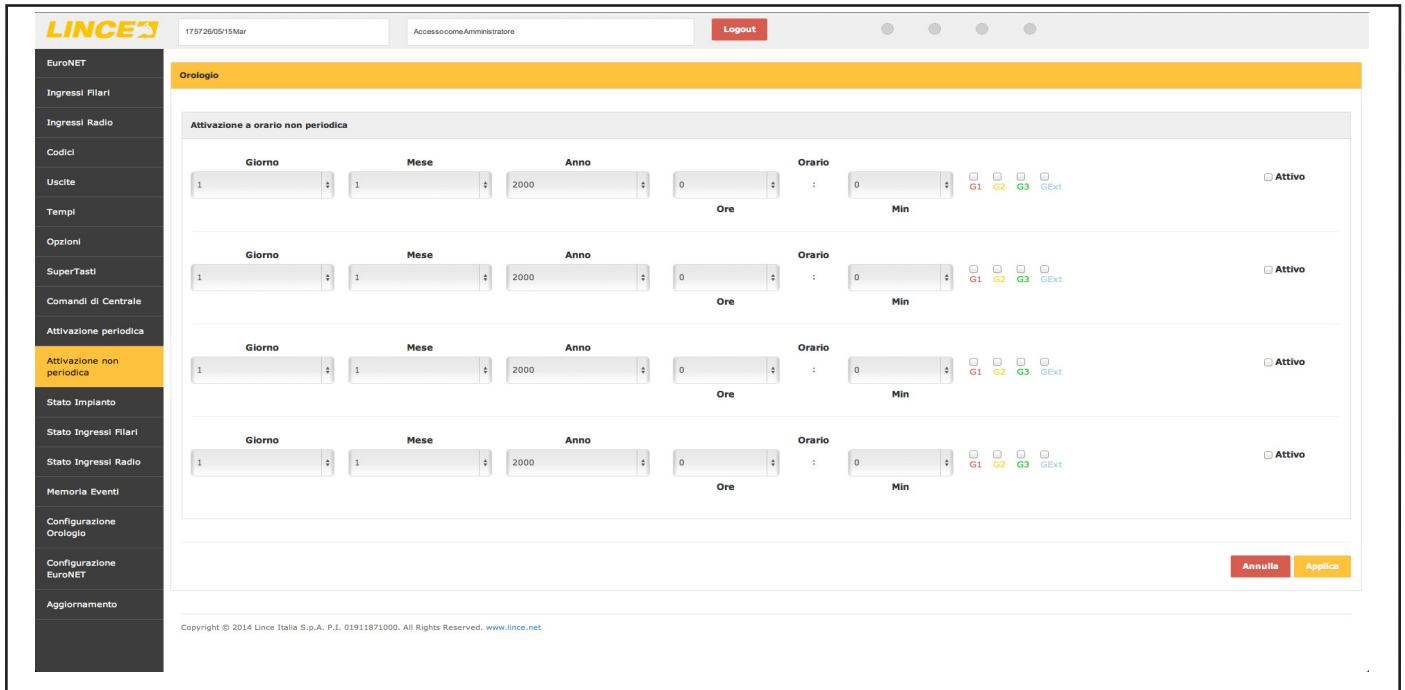 LINCE
175726/05/15Mar
AccessocomeAmministratore
Logout
EuroNET
Ingressi Filari
Ingressi Radio
Codici
Uscite
Tempi
Opzioni
SuperTasti
Comandi di Centrale
Attivazione periodica
Attivazione non
periodica
Stato Impianto
Stato Ingressi Filari
Stato Ingressi Radio
Memoria Eventi
Configurazione
Orologio
Configurazione
EuroNET
Aggiornamento
Orologio
Attivazione a orario non periodica
Giorno Mese Anno Orario
1 1 2000 0 : 0 G1 G2 G3 GExt Attivo
Ore Min
Giorno Mese Anno Orario
1 1 2000 0 : 0 G1 G2 G3 GExt Attivo
Ore Min
Giorno Mese Anno Orario
1 1 2000 0 : 0 G1 G2 G3 GExt Attivo
Ore Min
Giorno Mese Anno Orario
1 1 2000 0 : 0 G1 G2 G3 GExt Attivo
Ore Min
Annulla Applica
Copyright © 2014 Lince Italia S.p.A. P.I. 01911871000. All Rights Reserved. www.lince.net